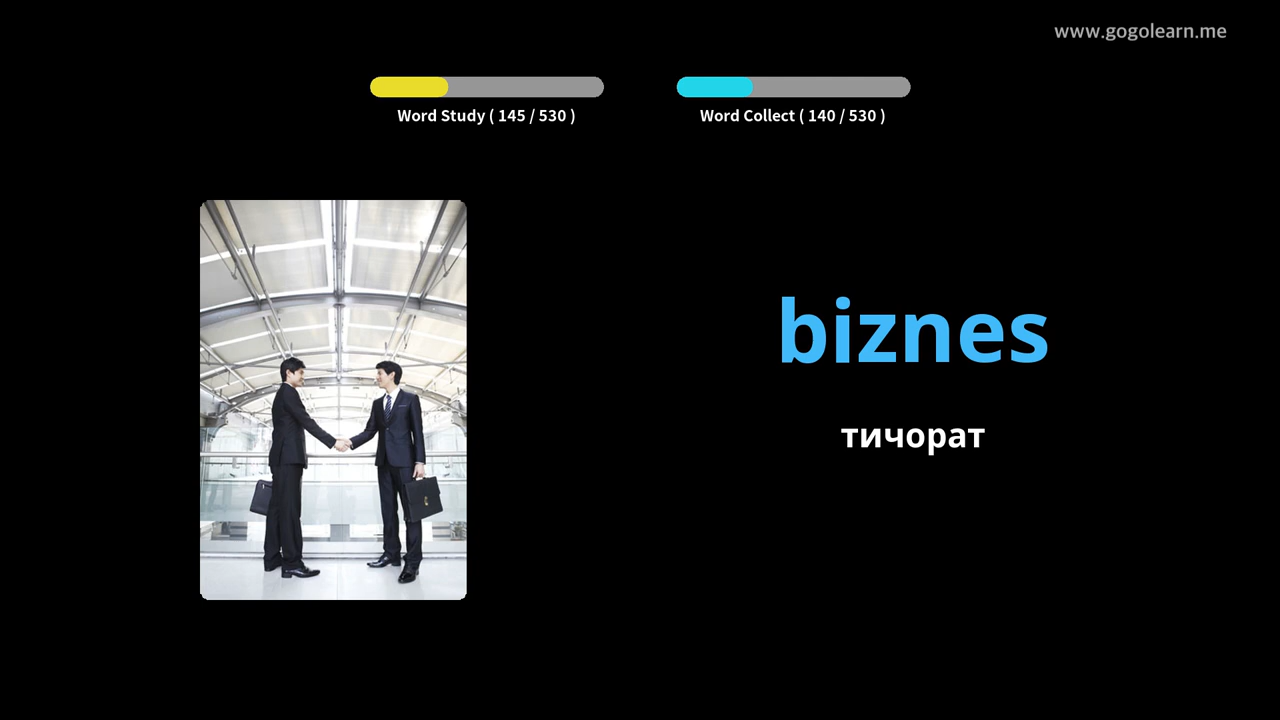 www.gogolearn.me
Word Study ( 145 / 530 )
Word Collect ( 140 / 530 )
biznes
тичорат